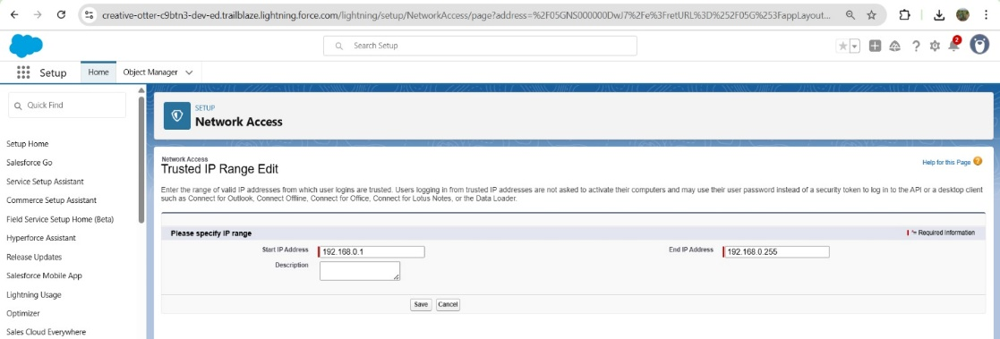 creative-otter-c9btn3-dev-ed.trailblaze.lightning.force.com/lightning/setup/NetworkAccess/page?address=%2F05GNS000000DwJ7%2Fe%3FretURL%3D%252F05G%253FappLayout...
Search Setup
2
Setup Home Object Manager
Quick Find
Setup Home
Salesforce Go
Service Setup Assistant
Commerce Setup Assistant
Field Service Setup Home (Beta)
Hyperforce Assistant
Release Updates
Salesforce Mobile App
Lightning Usage
Optimizer
Sales Cloud Everywhere
SETUP
Network Access
Network Access
Trusted IP Range Edit
Help for this Page ?
Enter the range of valid IP addresses from which user logins are trusted. Users logging in from trusted IP addresses are not asked to activate their computers and may use their user password instead of a security token to log in to the API or a desktop client
such as Connect for Outlook, Connect Offline, Connect for Office, Connect for Lotus Notes, or the Data Loader.
Please specify IP range
= Required Information
Start IP Address 192.168.0.1 End IP Address 192.168.0.255
Description
Save Cancel